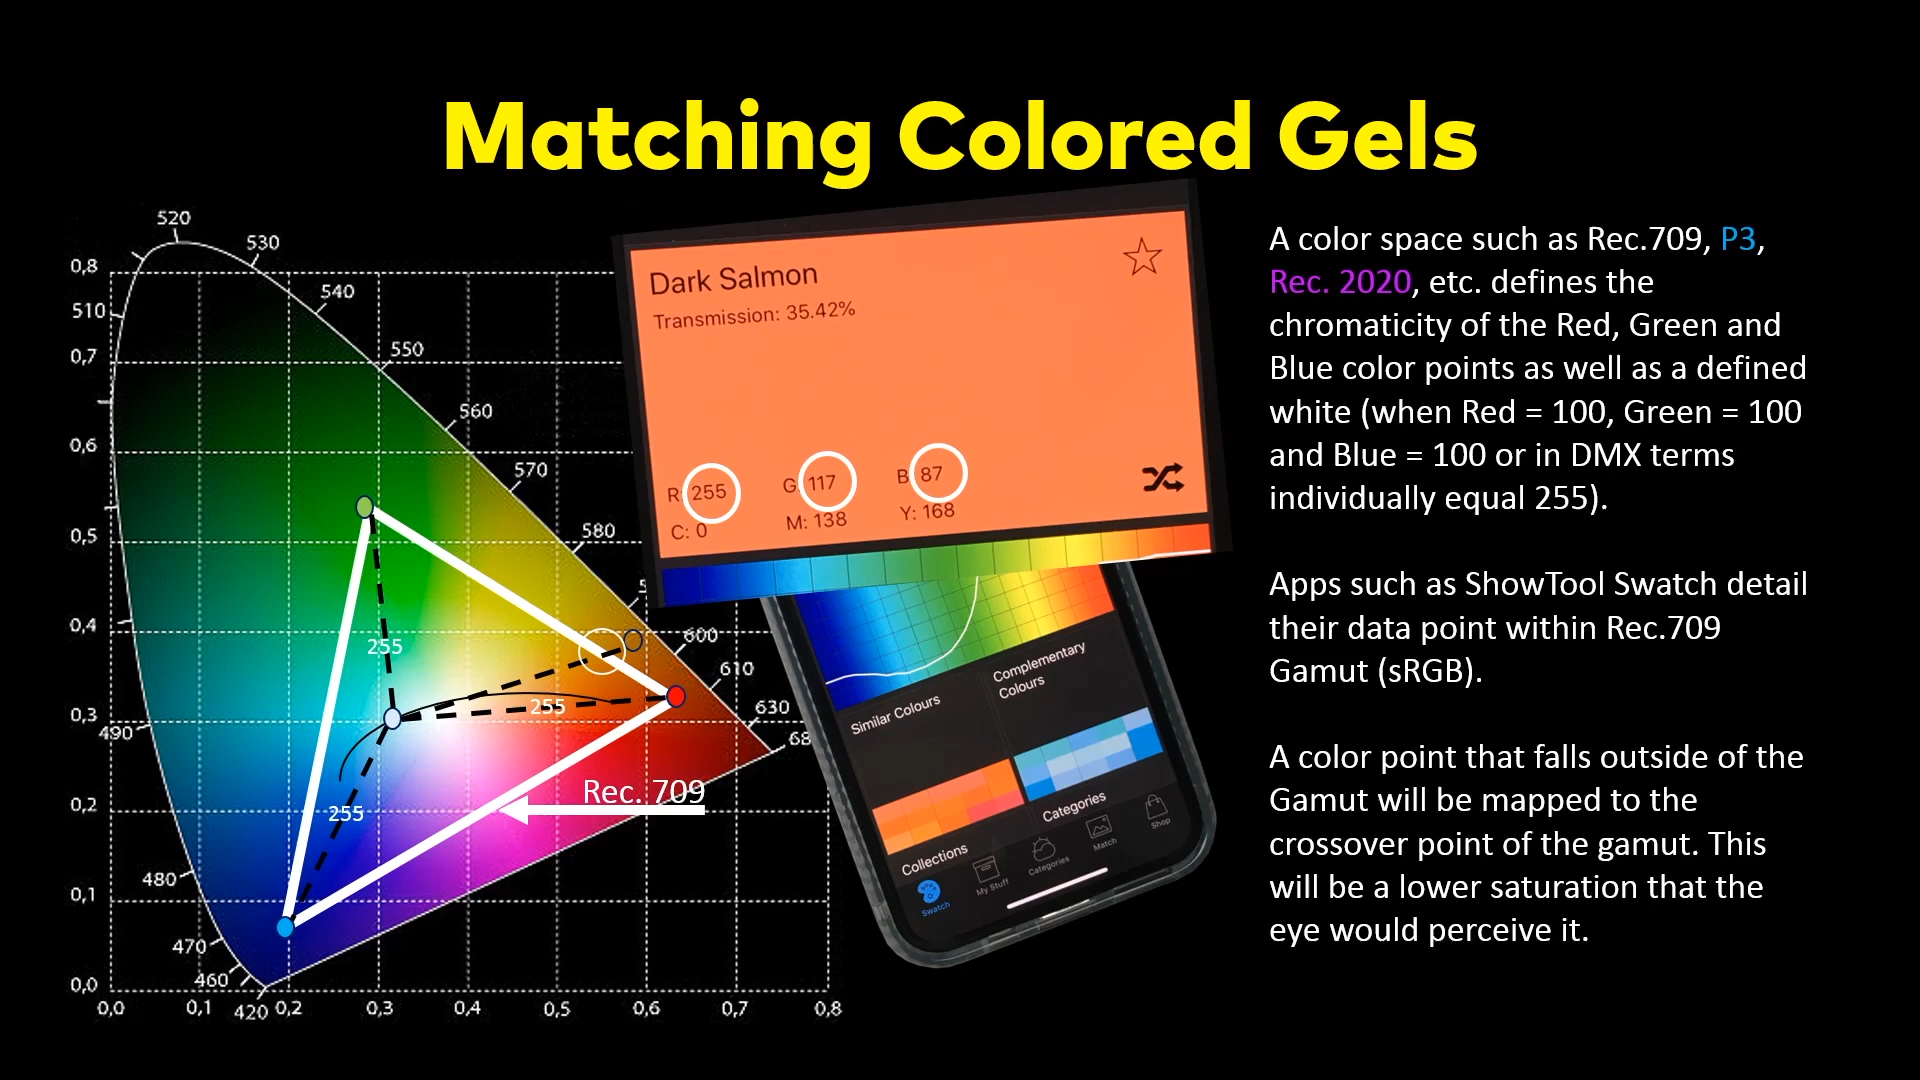 Matching Colored Gels
520
530
540
550
560
570
580
600
610
630
510
490
480
470
460
420
0,8
0,7
0,6
0,5
0,4
0,3
0,2
0,1
0,0
0,0
0,1
0,2
0,3
0,4
0,5
0,6
0,7
0,8
255
255
255
Rec. 709
Dark Salmon
Transmission: 35.42%
R: 255 G: 117 B: 87
C: 0 M: 138 Y: 168
Similar Colours
Complementary
Colours
Collections
Categories
Swatch
My Stuff
Categories
Match
Shop
A color space such as Rec.709, P3,
Rec. 2020, etc. defines the
chromaticity of the Red, Green and
Blue color points as well as a defined
white (when Red = 100, Green = 100
and Blue = 100 or in DMX terms
individually equal 255).
Apps such as ShowTool Swatch detail
their data point within Rec.709
Gamut (sRGB).
A color point that falls outside of the
Gamut will be mapped to the
crossover point of the gamut. This
will be a lower saturation that the
eye would perceive it.